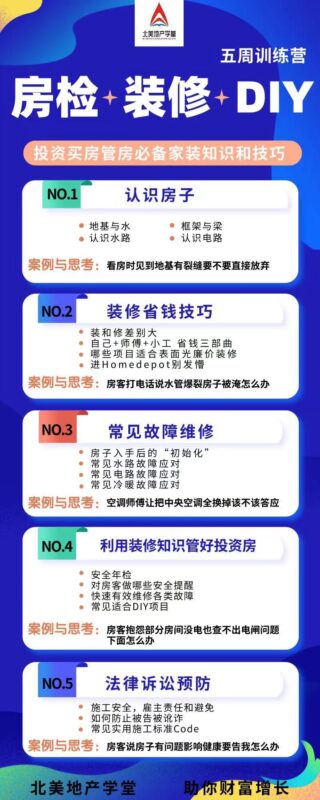 北美地产学堂
五周训练营
房检✦装修✦DIY
投资买房管房必备家装知识和技巧
NO.1 认识房子
• 地基与水 • 框架与梁
• 认识水路 • 认识电路
案例与思考：看房时见到地基有裂缝要不要直接放弃
NO.2 装修省钱技巧
• 装和修差别大
• 自己+师傅+小工 省钱三部曲
• 哪些项目适合表面光廉价装修
• 进Homedepot别发懵
案例与思考：房客打电话说水管爆裂房子被淹怎么办
NO.3 常见故障维修
• 房子入手后的“初始化”
• 常见水路故障应对
• 常见电路故障应对
• 常见冷暖故障应对
案例与思考：空调师傅让把中央空调全换掉该不该答应
NO.4 利用装修知识管好投资房
• 安全年检
• 对房客做哪些安全提醒
• 快速有效维修各类故障
• 常见适合DIY项目
案例与思考：房客抱怨部分房间没电也查不出电闸问题
下面怎么办
NO.5 法律诉讼预防
• 施工安全，雇主责任和避免
• 如何防止被告被讹诈
• 常见实用施工标准Code
案例与思考：房客说房子有问题影响健康要告我怎么办
北美地产学堂 助你财富增长